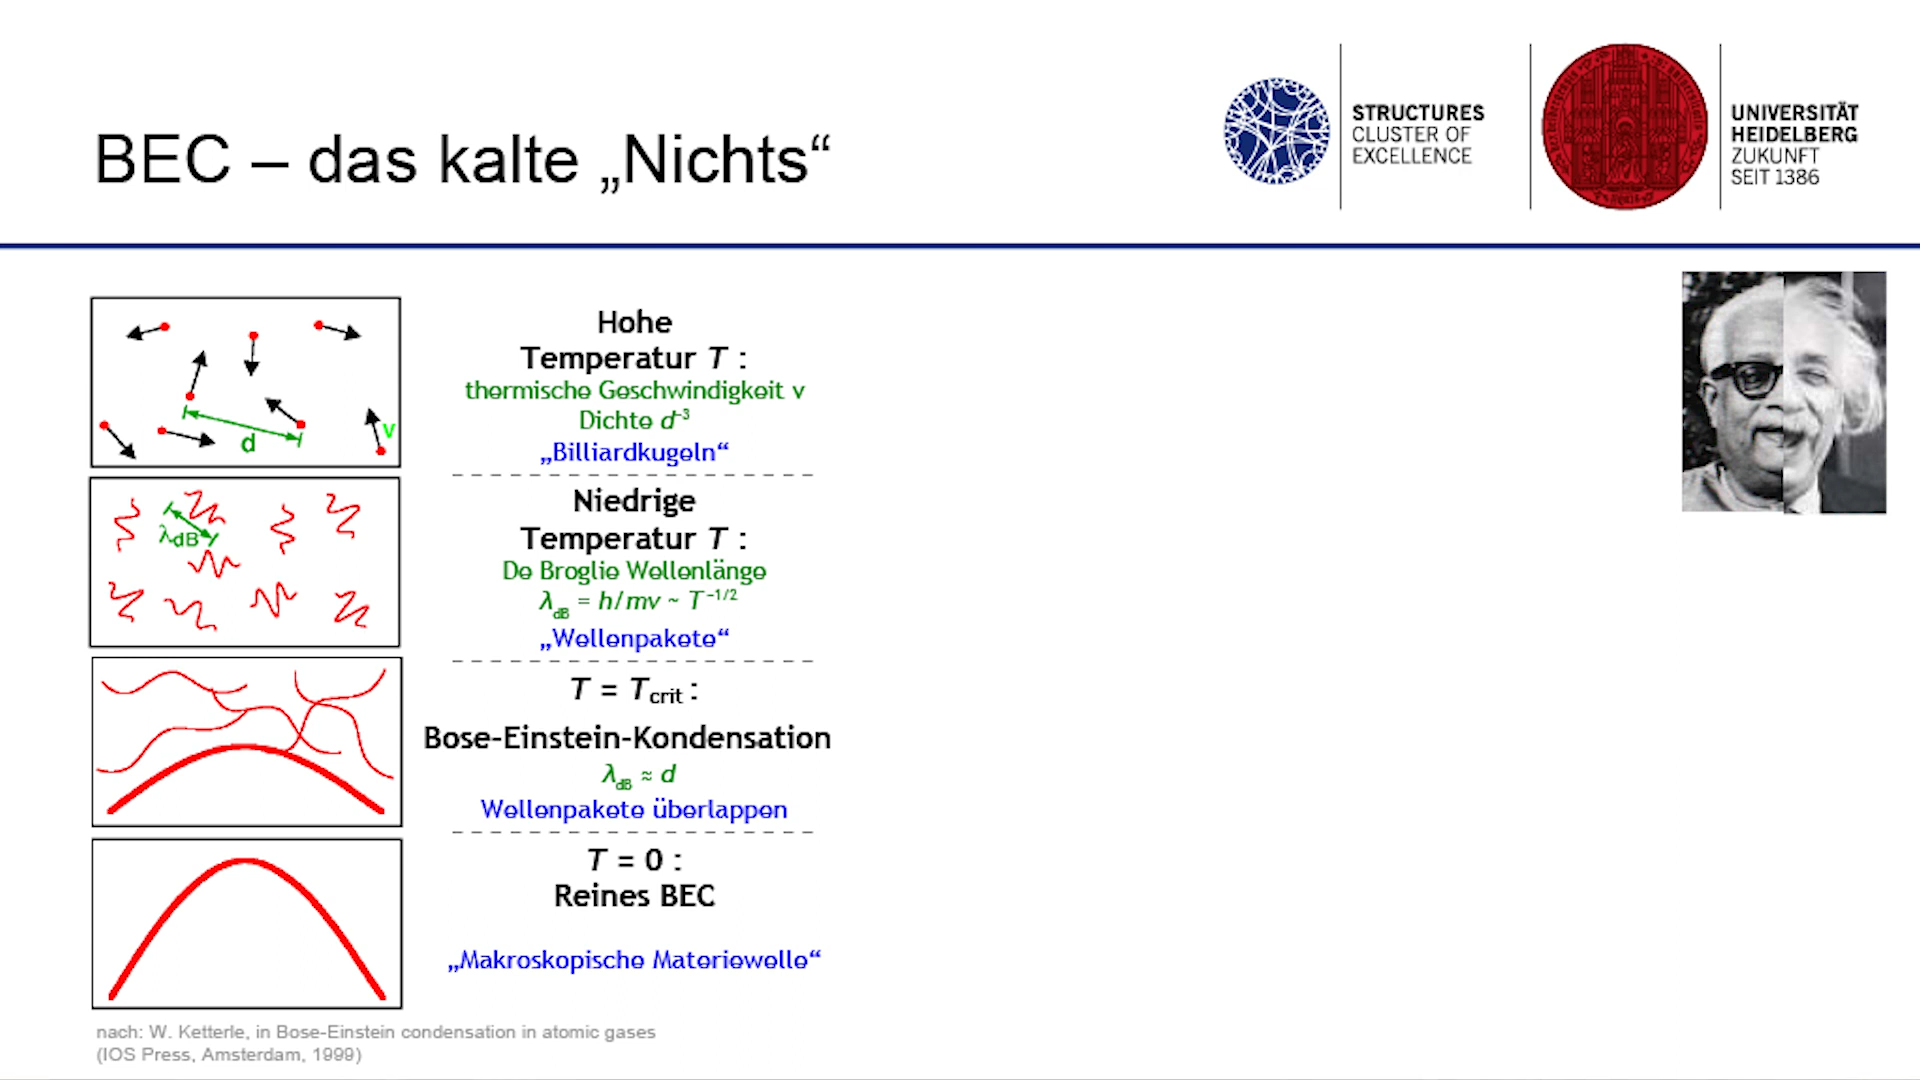 BEC – das kalte „Nichts“
STRUCTURES
CLUSTER OF
EXCELLENCE
UNIVERSITÄT
HEIDELBERG
ZUKUNFT
SEIT 1386
d
v
Hohe
Temperatur T :
thermische Geschwindigkeit v
Dichte d⁻³
„Billiardkugeln“
λdB
Niedrige
Temperatur T :
De Broglie Wellenlänge
λdB = h/mv ~ T⁻¹/²
„Wellenpakete“
T = Tcrit :
Bose-Einstein-Kondensation
λdB ≈ d
Wellenpakete überlappen
T = 0 :
Reines BEC
„Makroskopische Materiewelle“
nach: W. Ketterle, in Bose-Einstein condensation in atomic gases
(IOS Press, Amsterdam, 1999)